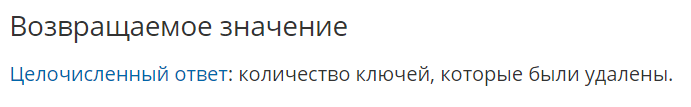 Возвращаемое значение
Целочисленный ответ: количество ключей, которые были удалены.